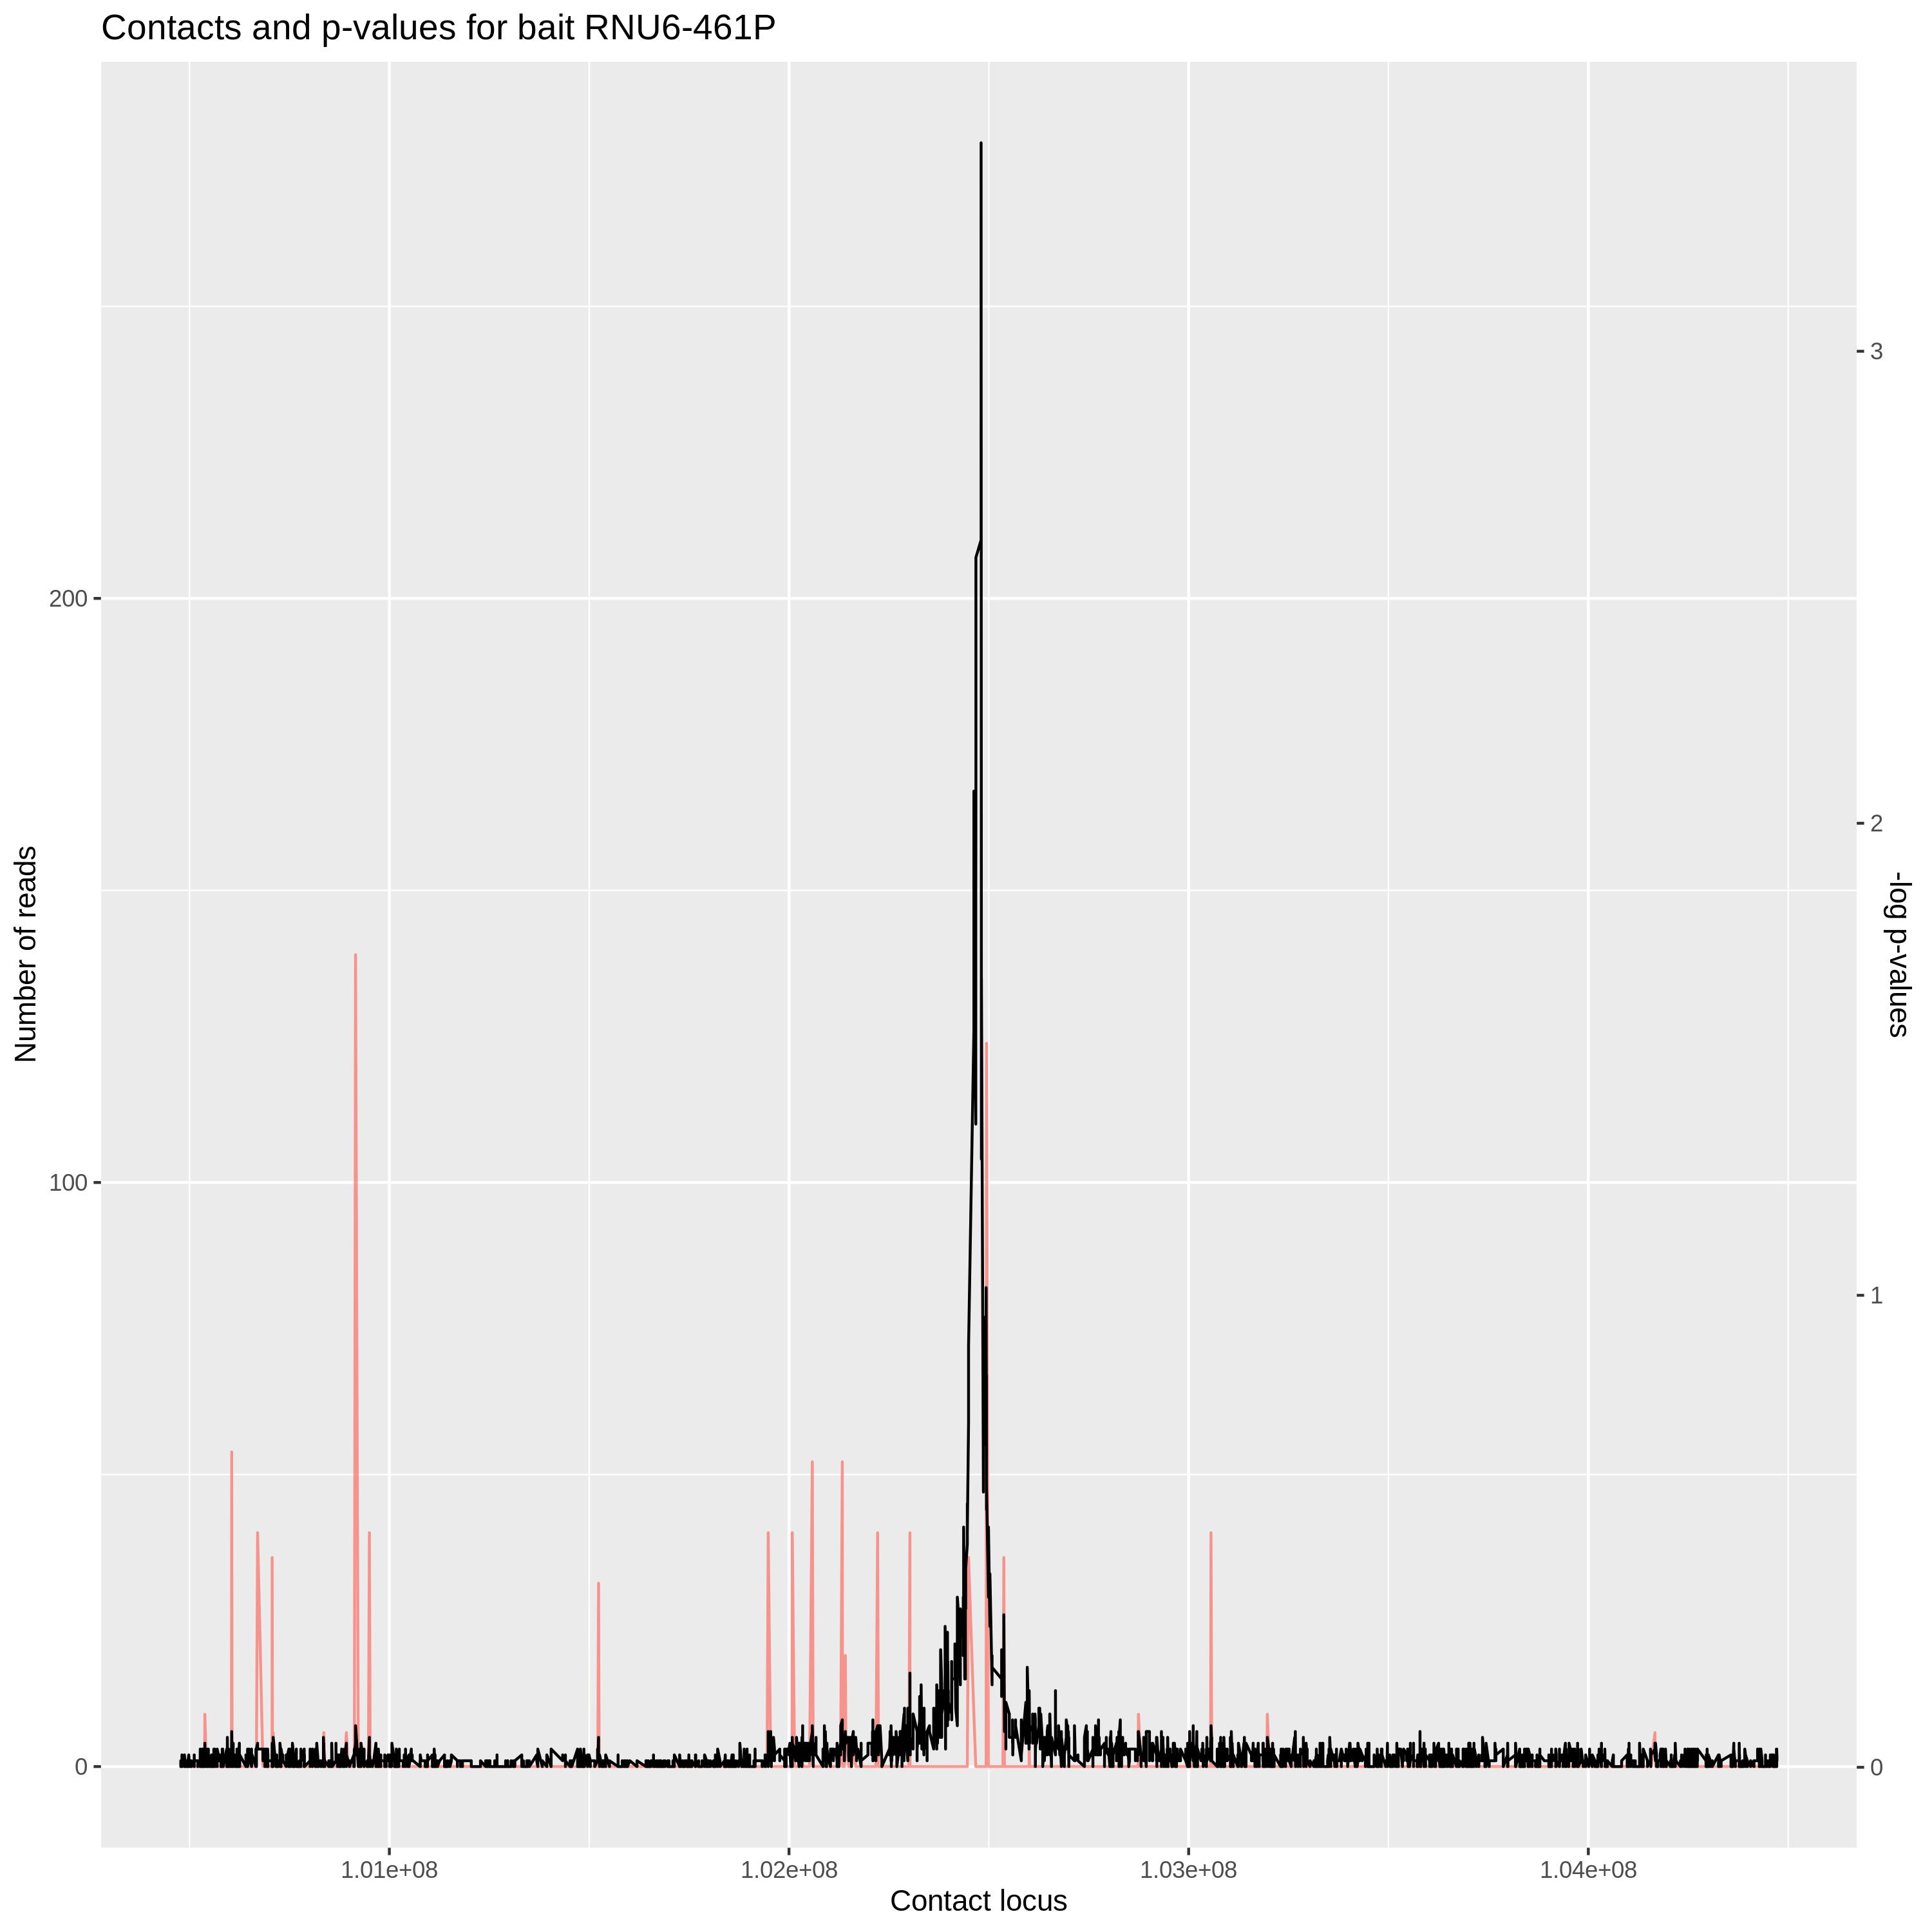 Contacts and p-values for bait RNU6-461P
Number of reads
200
100
0
3
2
1
0
-log p-values
1.01e+08
1.02e+08
1.03e+08
1.04e+08
Contact locus